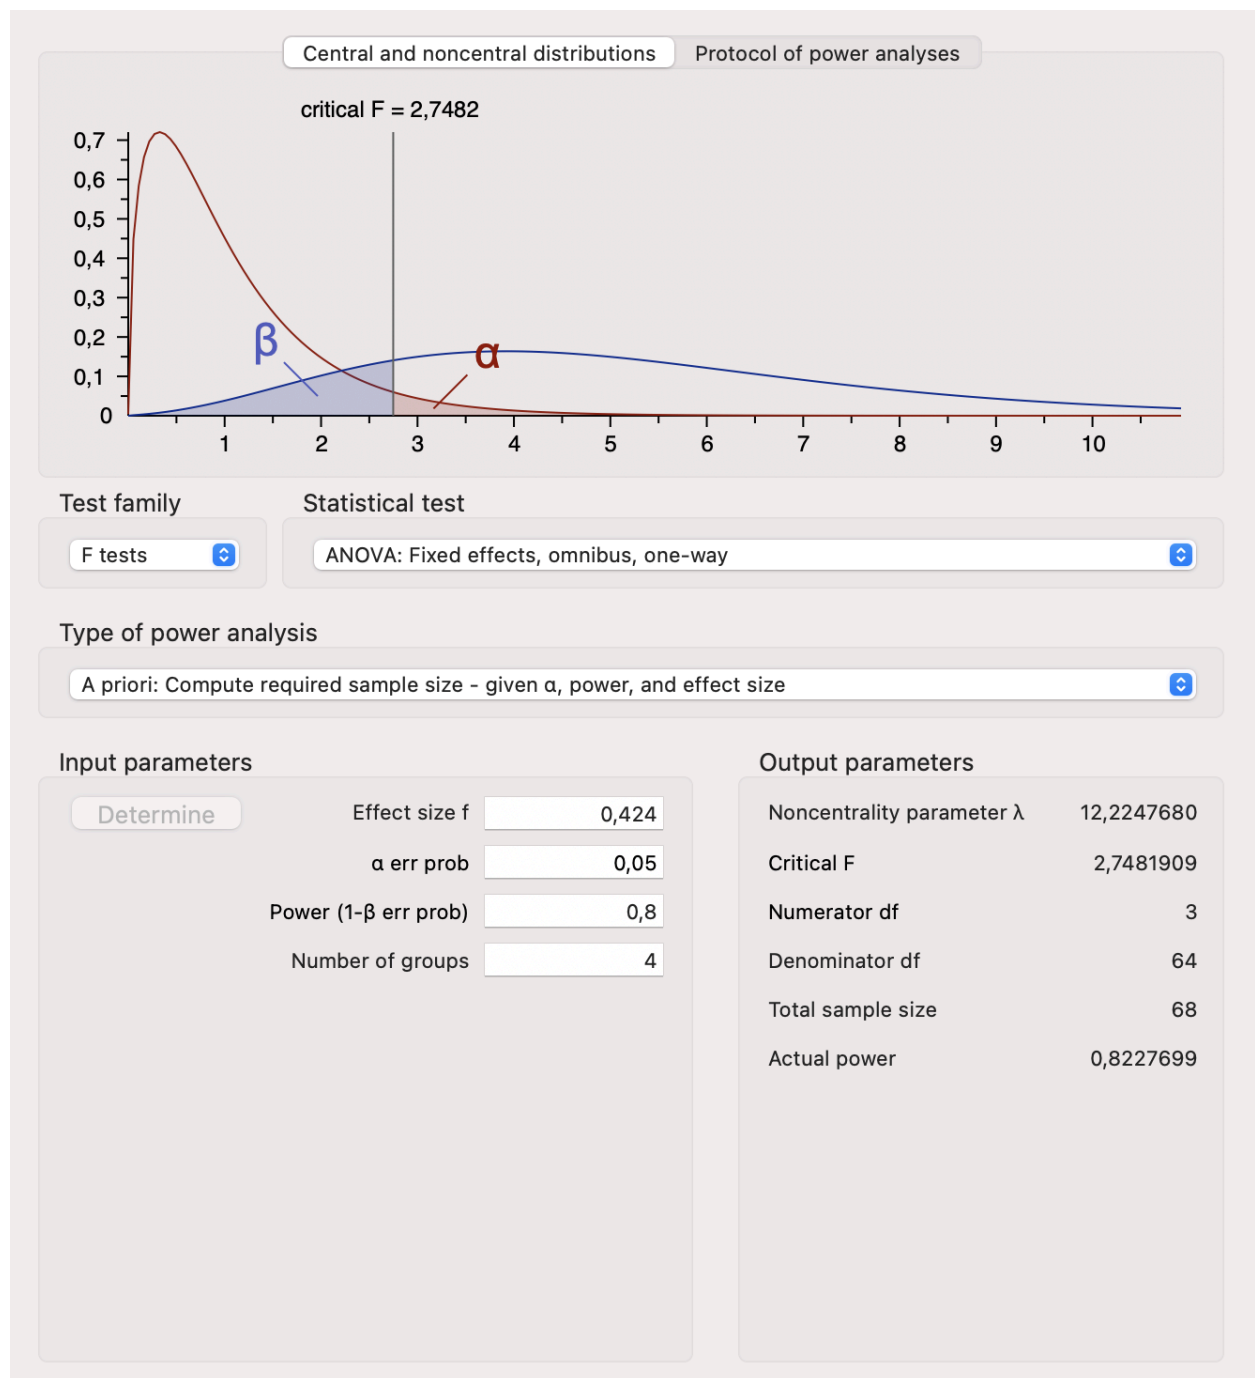 Central and noncentral distributions Protocol of power analyses
critical F = 2,7482
0,7
0,6
0,5
0,4
0,3
0,2
0,1
0
β
α
1 2 3 4 5 6 7 8 9 10
Test family Statistical test
F tests ANOVA: Fixed effects, omnibus, one-way
Type of power analysis
A priori: Compute required sample size - given α, power, and effect size
Input parameters Output parameters
Determine Effect size f 0,424 Noncentrality parameter λ 12,2247680
α err prob 0,05 Critical F 2,7481909
Power (1-β err prob) 0,8 Numerator df 3
Number of groups 4 Denominator df 64
Total sample size 68
Actual power 0,8227699